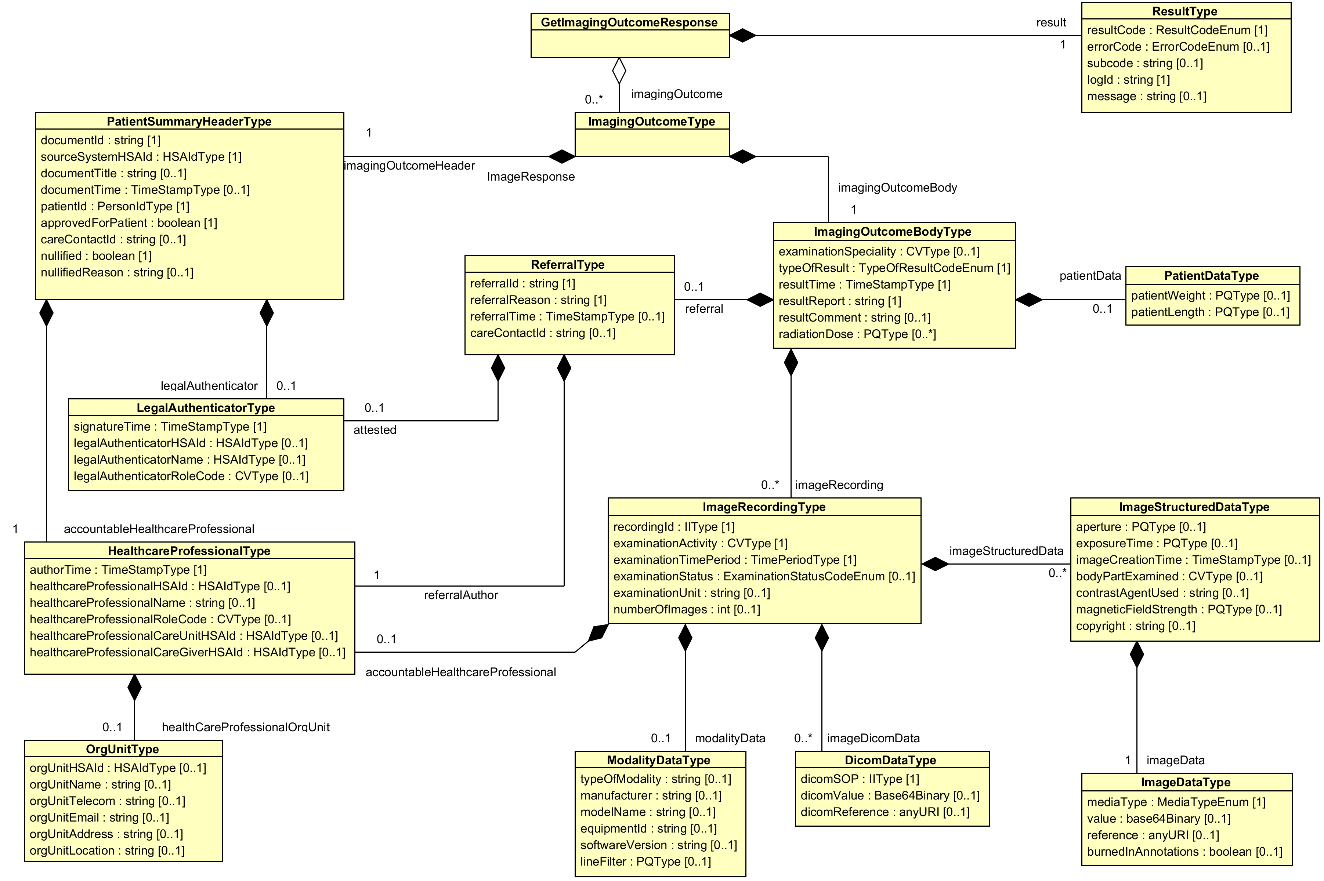 GetImagingOutcomeResponse
ResultType
resultCode : ResultCodeEnum [1]
errorCode : ErrorCodeEnum [0..1]
subcode : string [0..1]
logId : string [1]
message : string [0..1]
result
1
0..*
imagingOutcome
ImagingOutcomeType
PatientSummaryHeaderType
documentId : string [1]
sourceSystemHSAId : HSAIdType [1]
documentTitle : string [0..1]
documentTime : TimeStampType [0..1]
patientId : PersonIdType [1]
approvedForPatient : boolean [1]
careContactId : string [0..1]
nullified : boolean [1]
nullifiedReason : string [0..1]
1
imagingOutcomeHeader
ImageResponse
imagingOutcomeBody
1
ImagingOutcomeBodyType
examinationSpeciality : CVType [0..1]
typeOfResult : TypeOfResultCodeEnum [1]
resultTime : TimeStampType [1]
resultReport : string [1]
resultComment : string [0..1]
radiationDose : PQType [0..*]
ReferralType
referralId : string [1]
referralReason : string [1]
referralTime : TimeStampType [0..1]
careContactId : string [0..1]
0..1
referral
patientData
0..1
PatientDataType
patientWeight : PQType [0..1]
patientLength : PQType [0..1]
legalAuthenticator
0..1
LegalAuthenticatorType
signatureTime : TimeStampType [1]
legalAuthenticatorHSAId : HSAIdType [0..1]
legalAuthenticatorName : HSAIdType [0..1]
legalAuthenticatorRoleCode : CVType [0..1]
0..1
attested
0..*
imageRecording
ImageRecordingType
recordingId : IIType [1]
examinationActivity : CVType [1]
examinationTimePeriod : TimePeriodType [1]
examinationStatus : ExaminationStatusCodeEnum [0..1]
examinationUnit : string [0..1]
numberOfImages : int [0..1]
imageStructuredData
0..*
ImageStructuredDataType
aperture : PQType [0..1]
exposureTime : PQType [0..1]
imageCreationTime : TimeStampType [0..1]
bodyPartExamined : CVType [0..1]
contrastAgentUsed : string [0..1]
magneticFieldStrength : PQType [0..1]
copyright : string [0..1]
1
accountableHealthcareProfessional
HealthcareProfessionalType
authorTime : TimeStampType [1]
healthcareProfessionalHSAId : HSAIdType [0..1]
healthcareProfessionalName : string [0..1]
healthcareProfessionalRoleCode : CVType [0..1]
healthcareProfessionalCareUnitHSAId : HSAIdType [0..1]
healthcareProfessionalCareGiverHSAId : HSAIdType [0..1]
1
referralAuthor
0..1
accountableHealthcareProfessional
0..1
healthCareProfessionalOrgUnit
OrgUnitType
orgUnitHSAId : HSAIdType [0..1]
orgUnitName : string [0..1]
orgUnitTelecom : string [0..1]
orgUnitEmail : string [0..1]
orgUnitAddress : string [0..1]
orgUnitLocation : string [0..1]
0..1
modalityData
ModalityDataType
typeOfModality : string [0..1]
manufacturer : string [0..1]
modelName : string [0..1]
equipmentId : string [0..1]
softwareVersion : string [0..1]
lineFilter : PQType [0..1]
0..*
imageDicomData
DicomDataType
dicomSOP : IIType [1]
dicomValue : Base64Binary [0..1]
dicomReference : anyURI [0..1]
1
imageData
ImageDataType
mediaType : MediaTypeEnum [1]
value : base64Binary [0..1]
reference : anyURI [0..1]
burnedInAnnotations : boolean [0..1]